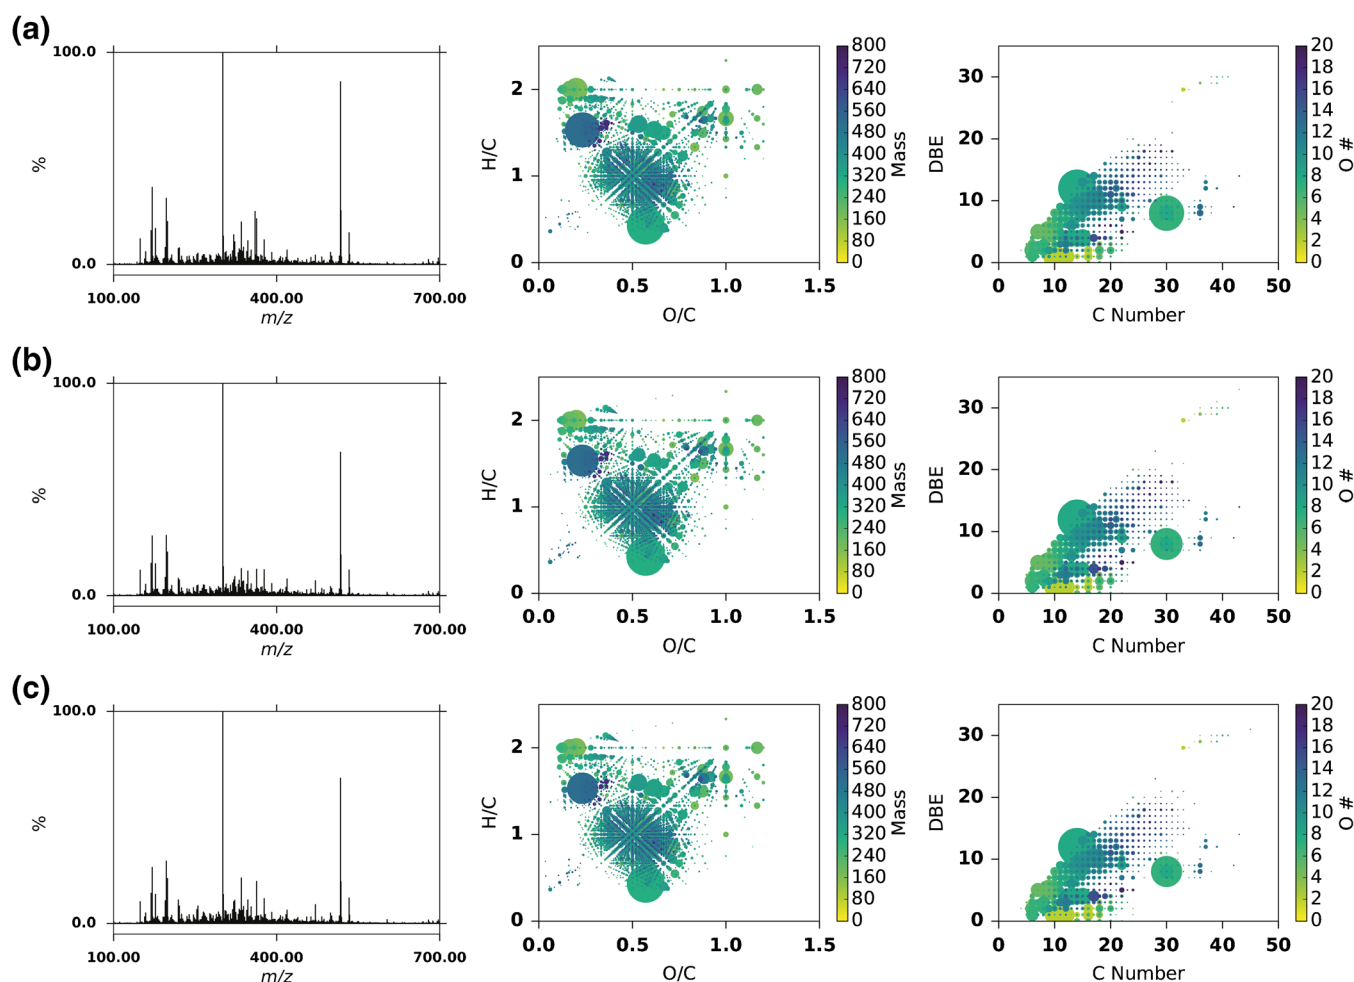 (a)
100.0
%
0.0
100.00 400.00 700.00
m/z
2
1
0
H/C
0.0 0.5 1.0 1.5
O/C
800
720
640
560
480
400
320
240
160
80
0
Mass
30
20
10
0
DBE
0 10 20 30 40 50
C Number
20
18
16
14
12
10
8
6
4
2
0
O #
(b)
100.0
%
0.0
100.00 400.00 700.00
m/z
2
1
0
H/C
0.0 0.5 1.0 1.5
O/C
800
720
640
560
480
400
320
240
160
80
0
Mass
30
20
10
0
DBE
0 10 20 30 40 50
C Number
20
18
16
14
12
10
8
6
4
2
0
O #
(c)
100.0
%
0.0
100.00 400.00 700.00
m/z
2
1
0
H/C
0.0 0.5 1.0 1.5
O/C
800
720
640
560
480
400
320
240
160
80
0
Mass
30
20
10
0
DBE
0 10 20 30 40 50
C Number
20
18
16
14
12
10
8
6
4
2
0
O #